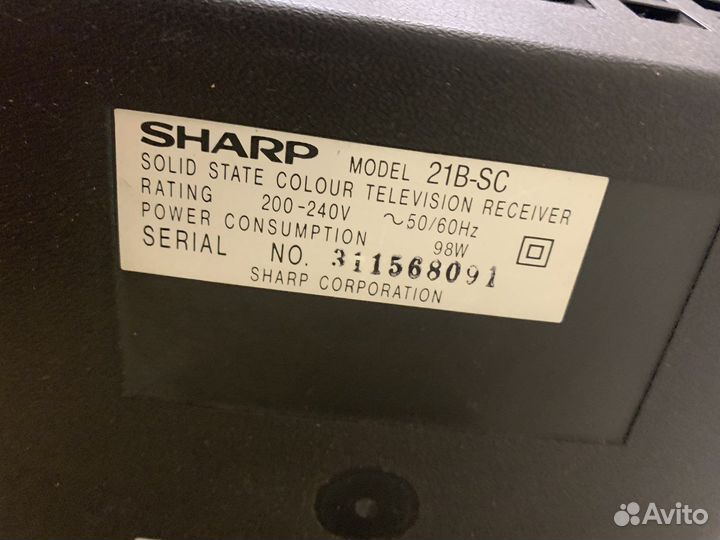 SHARP MODEL 21B-SC
SOLID STATE COLOUR TELEVISION RECEIVER
RATING 200-240V ~50/60Hz
POWER CONSUMPTION 98W
SERIAL NO. 311568091
SHARP CORPORATION
Avito